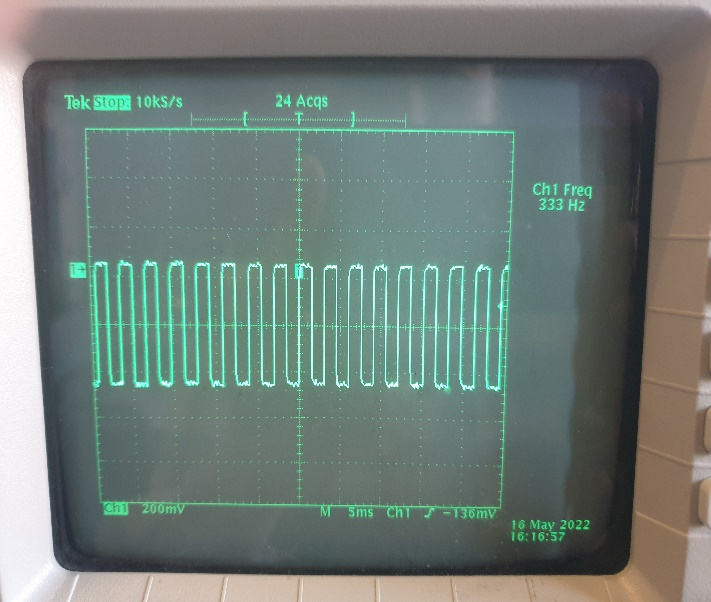 Tek Stop: 10kS/s 24 Acqs
T
Ch1 Freq
333 Hz
1→
T
Ch1 200mV M 5ms Ch1 ƒ -136mV
16 May 2022
16:16:57